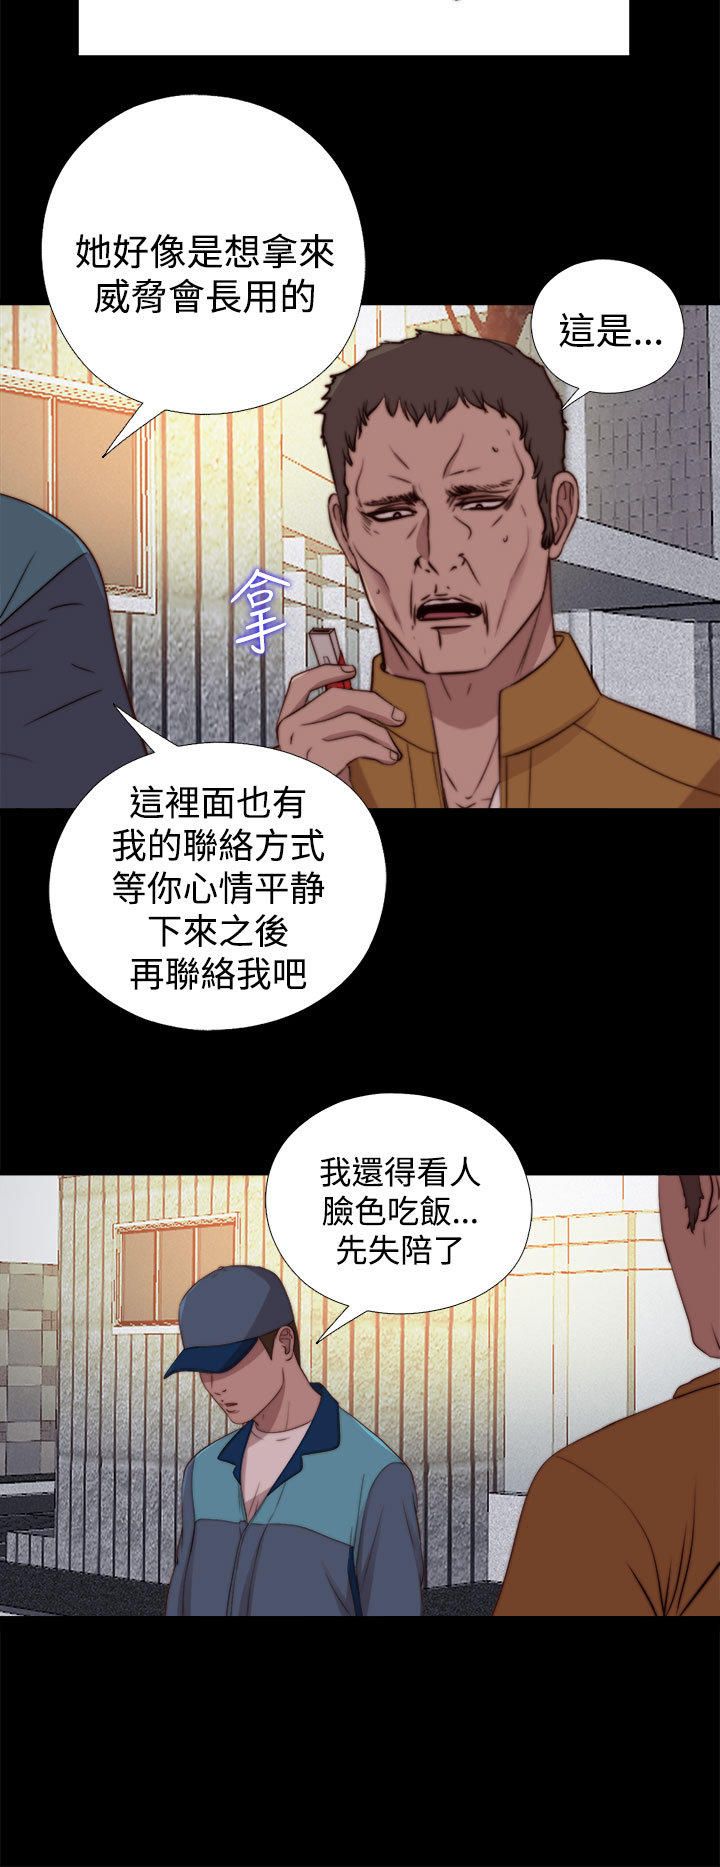 她好像是想拿來
威脅會長用的
這是...
拿
這裡面也有
我的聯絡方式
等你心情平静
下來之後
再聯絡我吧
我還得看人
臉色吃飯...
先失陪了